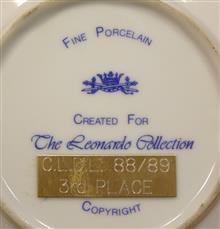 Fine Porcelain
Created For
The Leonardo Collection
C.L.D.L. 88/89
3rd PLACE
Copyright